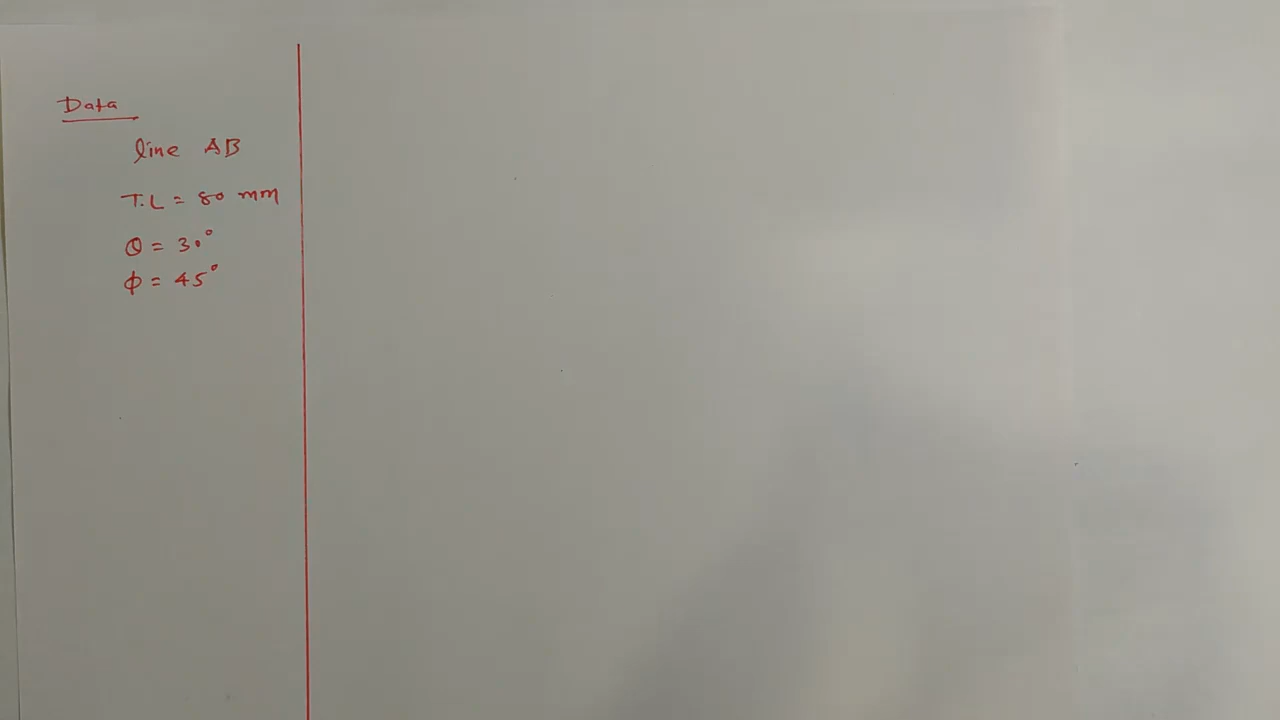 Data
line AB
T.L = 80 mm
θ = 30°
ϕ = 45°